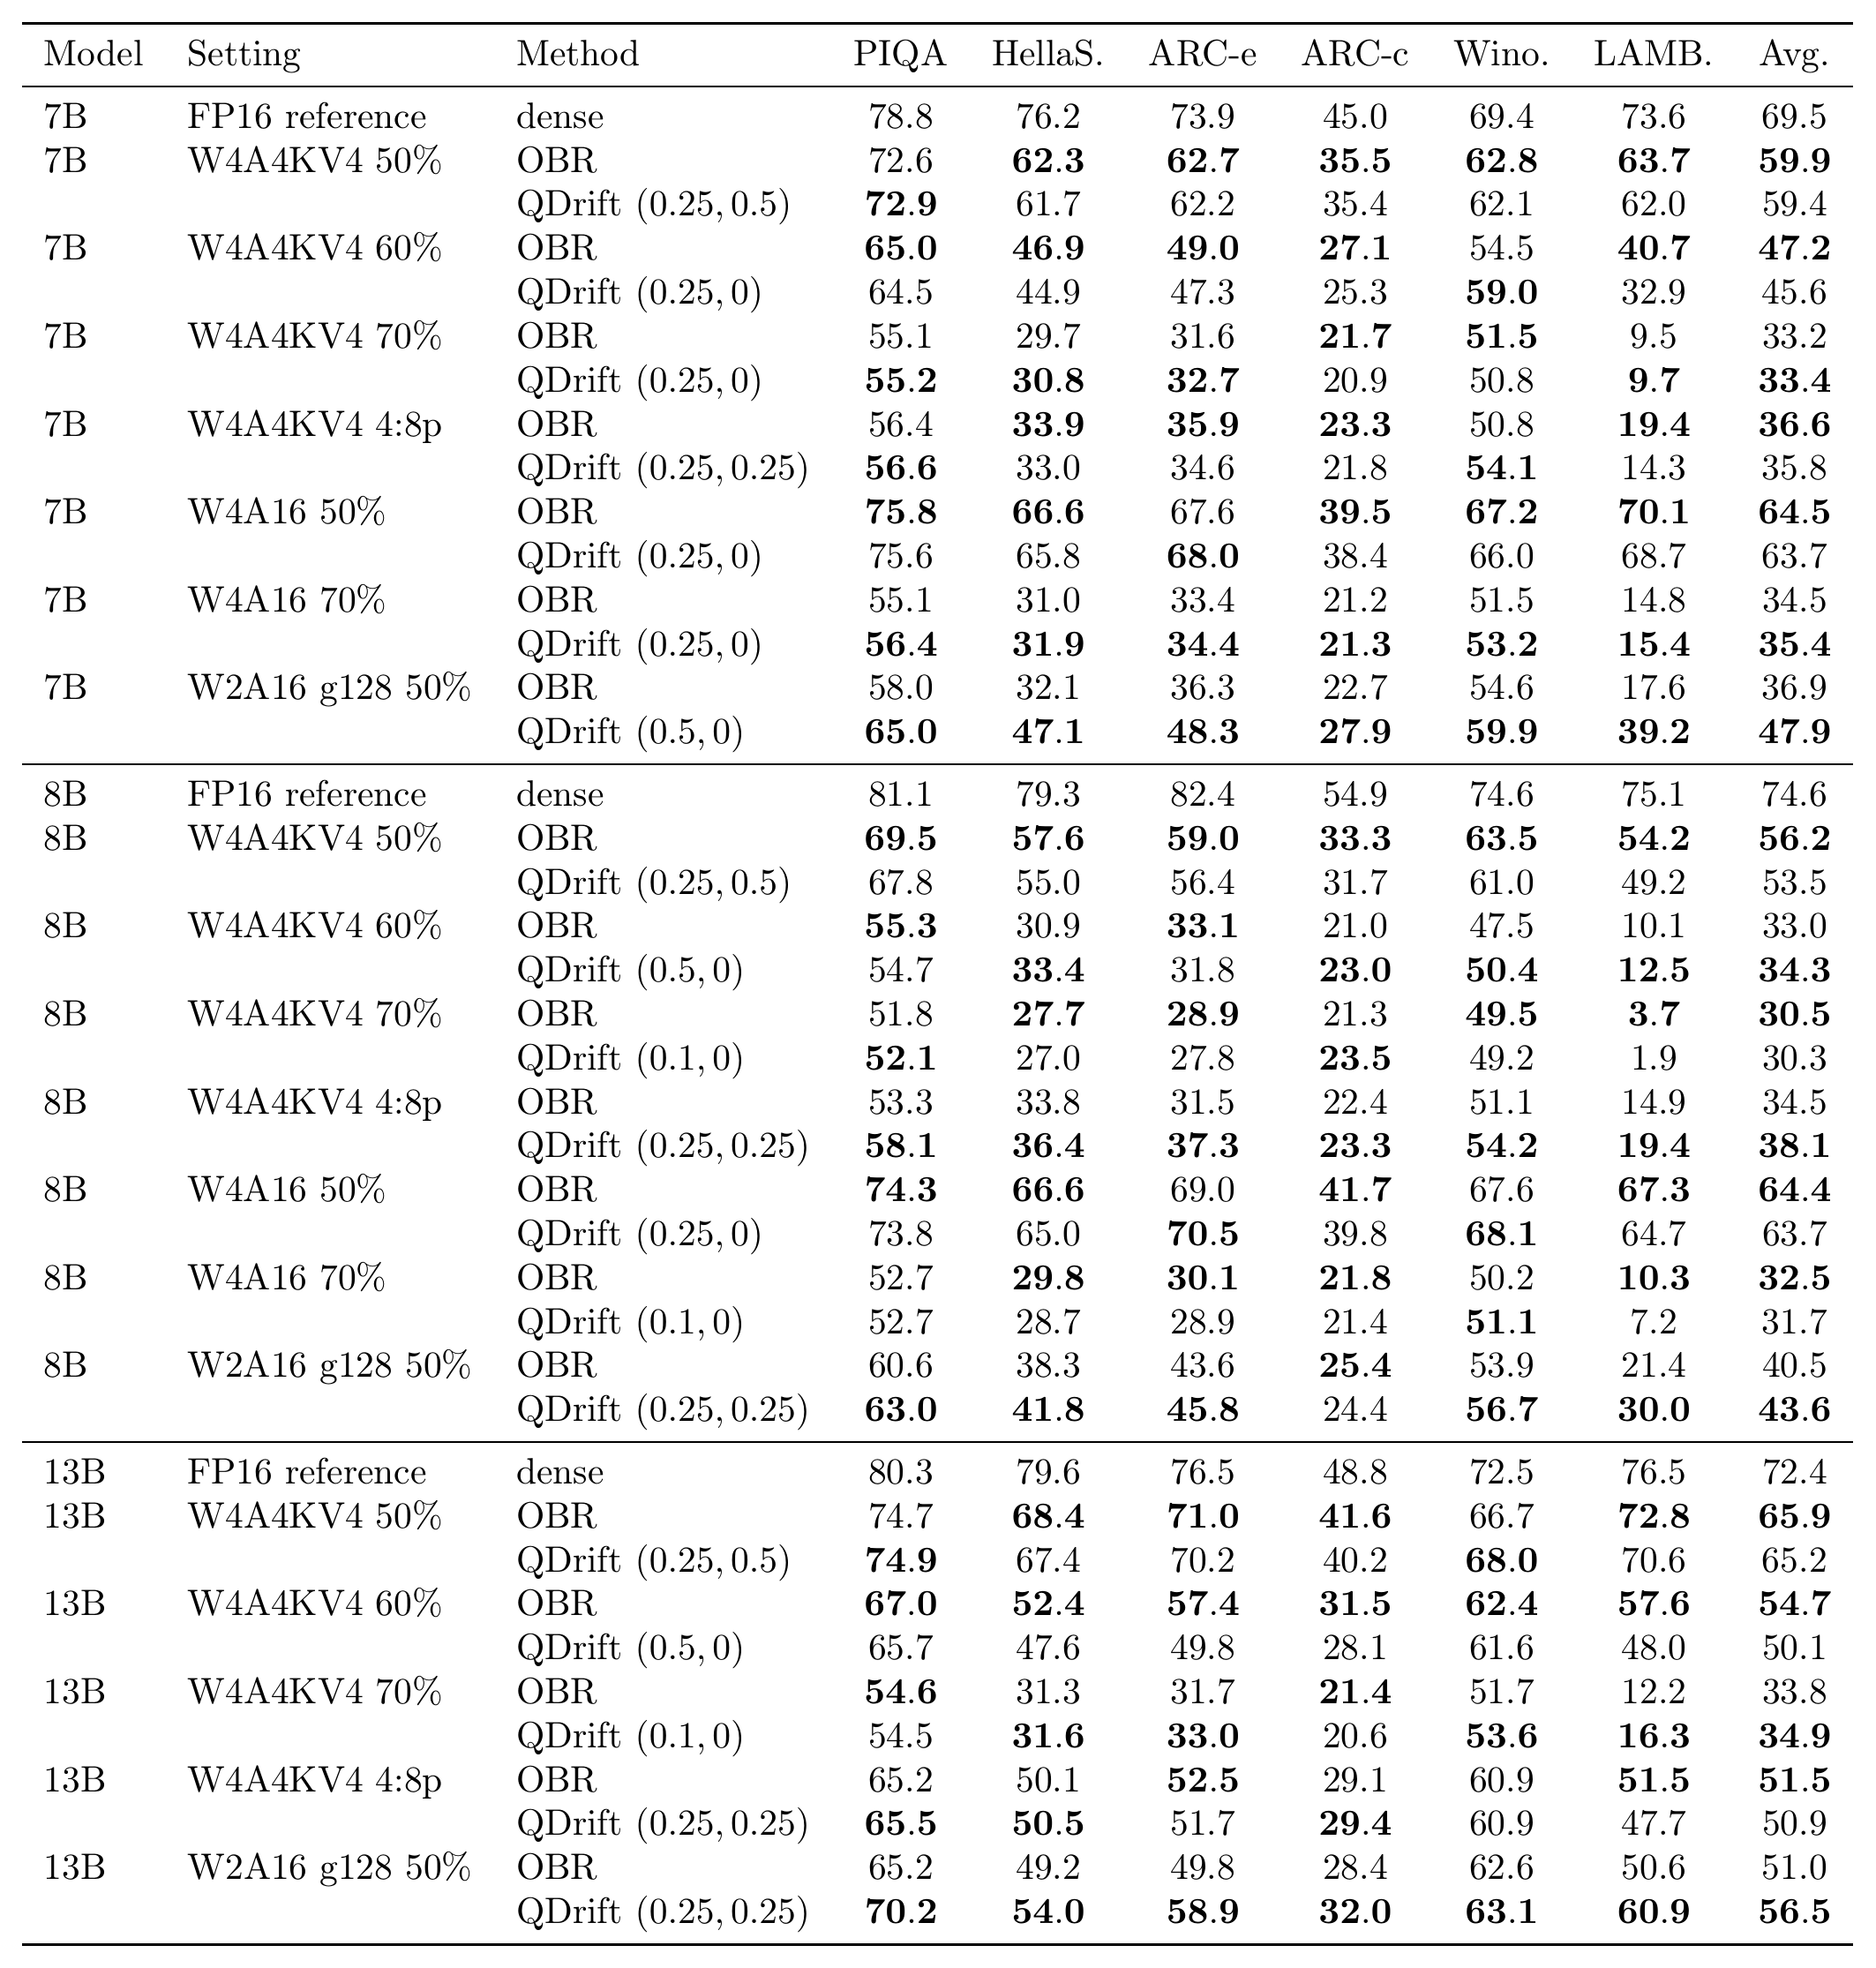 Model Setting Method PIQA HellaS. ARC-e ARC-c Wino. LAMB. Avg.
7B FP16 reference dense 78.8 76.2 73.9 45.0 69.4 73.6 69.5
7B W4A4KV4 50% OBR 72.6 62.3 62.7 35.5 62.8 63.7 59.9
QDrift (0.25, 0.5) 72.9 61.7 62.2 35.4 62.1 62.0 59.4
7B W4A4KV4 60% OBR 65.0 46.9 49.0 27.1 54.5 40.7 47.2
QDrift (0.25, 0) 64.5 44.9 47.3 25.3 59.0 32.9 45.6
7B W4A4KV4 70% OBR 55.1 29.7 31.6 21.7 51.5 9.5 33.2
QDrift (0.25, 0) 55.2 30.8 32.7 20.9 50.8 9.7 33.4
7B W4A4KV4 4:8p OBR 56.4 33.9 35.9 23.3 50.8 19.4 36.6
QDrift (0.25, 0.25) 56.6 33.0 34.6 21.8 54.1 14.3 35.8
7B W4A16 50% OBR 75.8 66.6 67.6 39.5 67.2 70.1 64.5
QDrift (0.25, 0) 75.6 65.8 68.0 38.4 66.0 68.7 63.7
7B W4A16 70% OBR 55.1 31.0 33.4 21.2 51.5 14.8 34.5
QDrift (0.25, 0) 56.4 31.9 34.4 21.3 53.2 15.4 35.4
7B W2A16 g128 50% OBR 58.0 32.1 36.3 22.7 54.6 17.6 36.9
QDrift (0.5, 0) 65.0 47.1 48.3 27.9 59.9 39.2 47.9
8B FP16 reference dense 81.1 79.3 82.4 54.9 74.6 75.1 74.6
8B W4A4KV4 50% OBR 69.5 57.6 59.0 33.3 63.5 54.2 56.2
QDrift (0.25, 0.5) 67.8 55.0 56.4 31.7 61.0 49.2 53.5
8B W4A4KV4 60% OBR 55.3 30.9 33.1 21.0 47.5 10.1 33.0
QDrift (0.5, 0) 54.7 33.4 31.8 23.0 50.4 12.5 34.3
8B W4A4KV4 70% OBR 51.8 27.7 28.9 21.3 49.5 3.7 30.5
QDrift (0.1, 0) 52.1 27.0 27.8 23.5 49.2 1.9 30.3
8B W4A4KV4 4:8p OBR 53.3 33.8 31.5 22.4 51.1 14.9 34.5
QDrift (0.25, 0.25) 58.1 36.4 37.3 23.3 54.2 19.4 38.1
8B W4A16 50% OBR 74.3 66.6 69.0 41.7 67.6 67.3 64.4
QDrift (0.25, 0) 73.8 65.0 70.5 39.8 68.1 64.7 63.7
8B W4A16 70% OBR 52.7 29.8 30.1 21.8 50.2 10.3 32.5
QDrift (0.1, 0) 52.7 28.7 28.9 21.4 51.1 7.2 31.7
8B W2A16 g128 50% OBR 60.6 38.3 43.6 25.4 53.9 21.4 40.5
QDrift (0.25, 0.25) 63.0 41.8 45.8 24.4 56.7 30.0 43.6
13B FP16 reference dense 80.3 79.6 76.5 48.8 72.5 76.5 72.4
13B W4A4KV4 50% OBR 74.7 68.4 71.0 41.6 66.7 72.8 65.9
QDrift (0.25, 0.5) 74.9 67.4 70.2 40.2 68.0 70.6 65.2
13B W4A4KV4 60% OBR 67.0 52.4 57.4 31.5 62.4 57.6 54.7
QDrift (0.5, 0) 65.7 47.6 49.8 28.1 61.6 48.0 50.1
13B W4A4KV4 70% OBR 54.6 31.3 31.7 21.4 51.7 12.2 33.8
QDrift (0.1, 0) 54.5 31.6 33.0 20.6 53.6 16.3 34.9
13B W4A4KV4 4:8p OBR 65.2 50.1 52.5 29.1 60.9 51.5 51.5
QDrift (0.25, 0.25) 65.5 50.5 51.7 29.4 60.9 47.7 50.9
13B W2A16 g128 50% OBR 65.2 49.2 49.8 28.4 62.6 50.6 51.0
QDrift (0.25, 0.25) 70.2 54.0 58.9 32.0 63.1 60.9 56.5